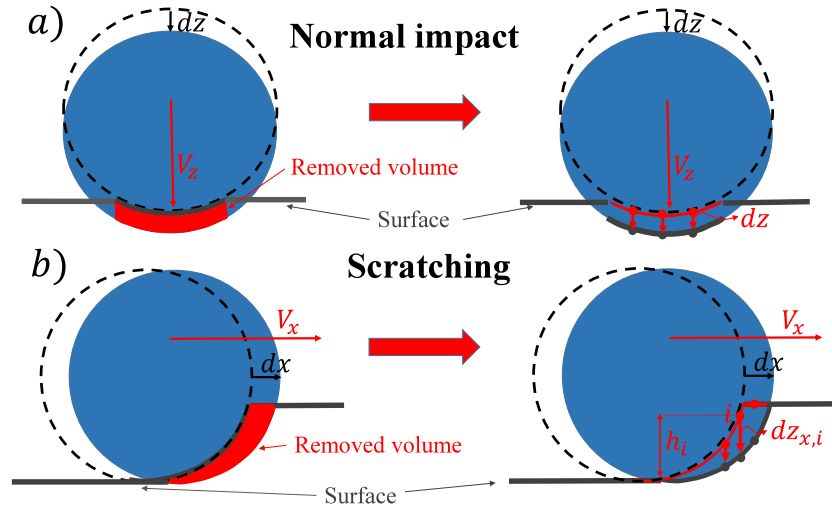 a)
dz
Normal impact
dz
V_z
Removed volume
V_z
Surface
dz
b)
Scratching
V_x
V_x
dx
dx
i
h_i
dz_{x,i}
Removed volume
Surface